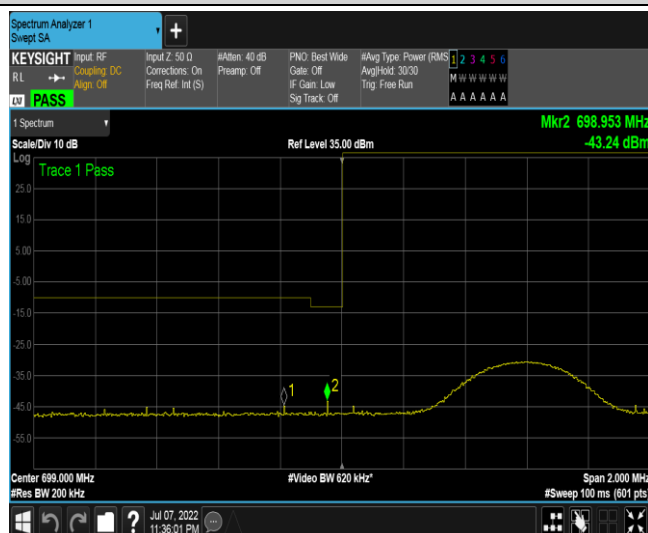 Spectrum Analyzer 1
Swept SA
+
KEYSIGHT Input: RF Input Z: 50 Ω #Atten: 40 dB PNO: Best Wide #Avg Type: Power (RMS 1 2 3 4 5 6
RL Coupling: DC Corrections: On Preamp: Off Gate: Off Avg|Hold: 30/30 M W W W W W
Align: Off Freq Ref: Int (S) IF Gain: Low Trig: Free Run
LXI PASS Sig Track: Off A A A A A A
1 Spectrum Mkr2 698.953 MHz
Scale/Div 10 dB Ref Level 35.00 dBm -43.24 dBm
Log
Trace 1 Pass
25.0
15.0
5.00
-5.00
-15.0
-25.0
-35.0
1
2
-45.0
-55.0
Center 699.000 MHz #Video BW 620 kHz* Span 2.000 MHz
#Res BW 200 kHz #Sweep 100 ms (601 pts)
? Jul 07, 2022
11:36:01 PM